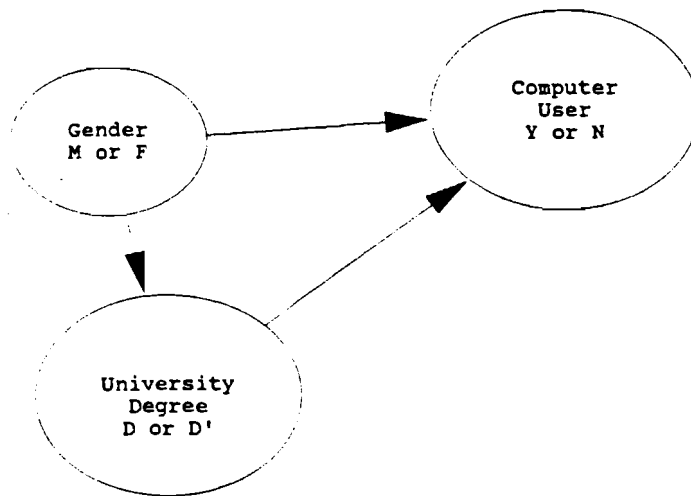 Gender
M or F
Computer
User
Y or N
University
Degree
D or D'